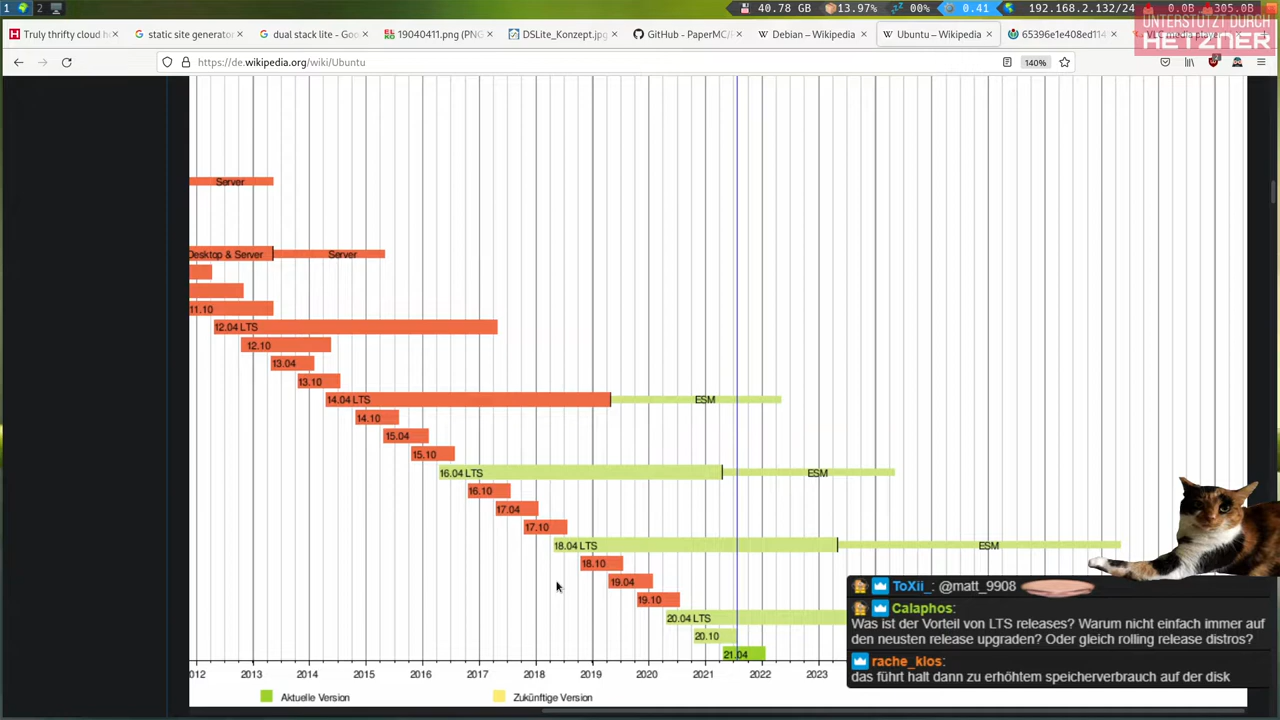 1 2 40.78 GB 13.97% 00% 0.41 192.168.2.132/24 0.0B 305.0B
UNTERSTÜTZT DURCH
HETZNER
Truly thrifty cloud h static site generator dual stack lite - Goo 19040411.png (PNG DSLite_Konzept.jpg GitHub - PaperMC/ Debian – Wikipedia Ubuntu – Wikipedia 65396e1e408ed114 VLC media player
https://de.wikipedia.org/wiki/Ubuntu 140%
Server
Desktop & Server Server
11.10
12.04 LTS
12.10
13.04
13.10
14.04 LTS ESM
14.10
15.04
15.10
16.04 LTS ESM
16.10
17.04
17.10
18.04 LTS ESM
18.10
19.04
19.10
20.04 LTS
20.10
21.04
012 2013 2014 2015 2016 2017 2018 2019 2020 2021 2022 2023
Aktuelle Version Zukünftige Version
ToXii_: @matt_9908
Calaphos:
Was ist der Vorteil von LTS releases? Warum nicht einfach immer auf
den neusten release upgraden? Oder gleich rolling release distros?
rache_klos:
das führt halt dann zu erhöhtem speicherverbrauch auf der disk